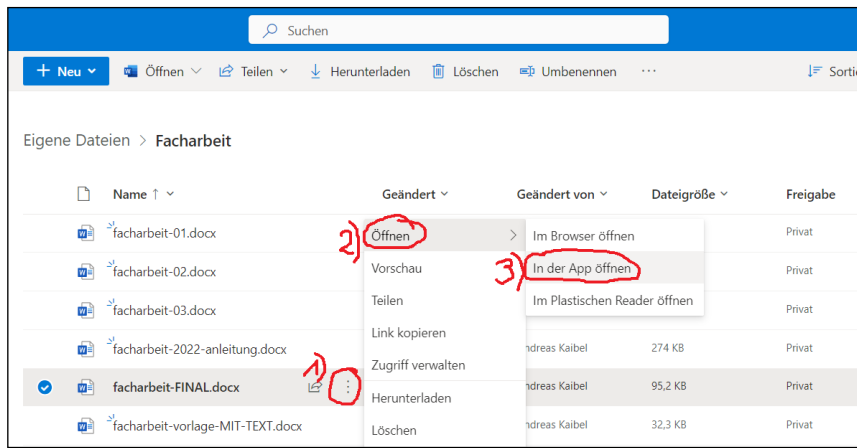 Suchen
+ Neu Öffnen Teilen Herunterladen Löschen Umbenennen ... Sortie
Eigene Dateien > Facharbeit
Name ↑ Geändert Geändert von Dateigröße Freigabe
facharbeit-01.docx 2) Öffnen > Im Browser öffnen Privat
facharbeit-02.docx Vorschau 3) In der App öffnen Privat
facharbeit-03.docx Teilen Im Plastischen Reader öffnen Privat
Link kopieren
facharbeit-2022-anleitung.docx ndreas Kaibel 274 KB Privat
Zugriff verwalten
facharbeit-FINAL.docx 1) ndreas Kaibel 95,2 KB Privat
Herunterladen
facharbeit-vorlage-MIT-TEXT.docx Löschen ndreas Kaibel 32,3 KB Privat